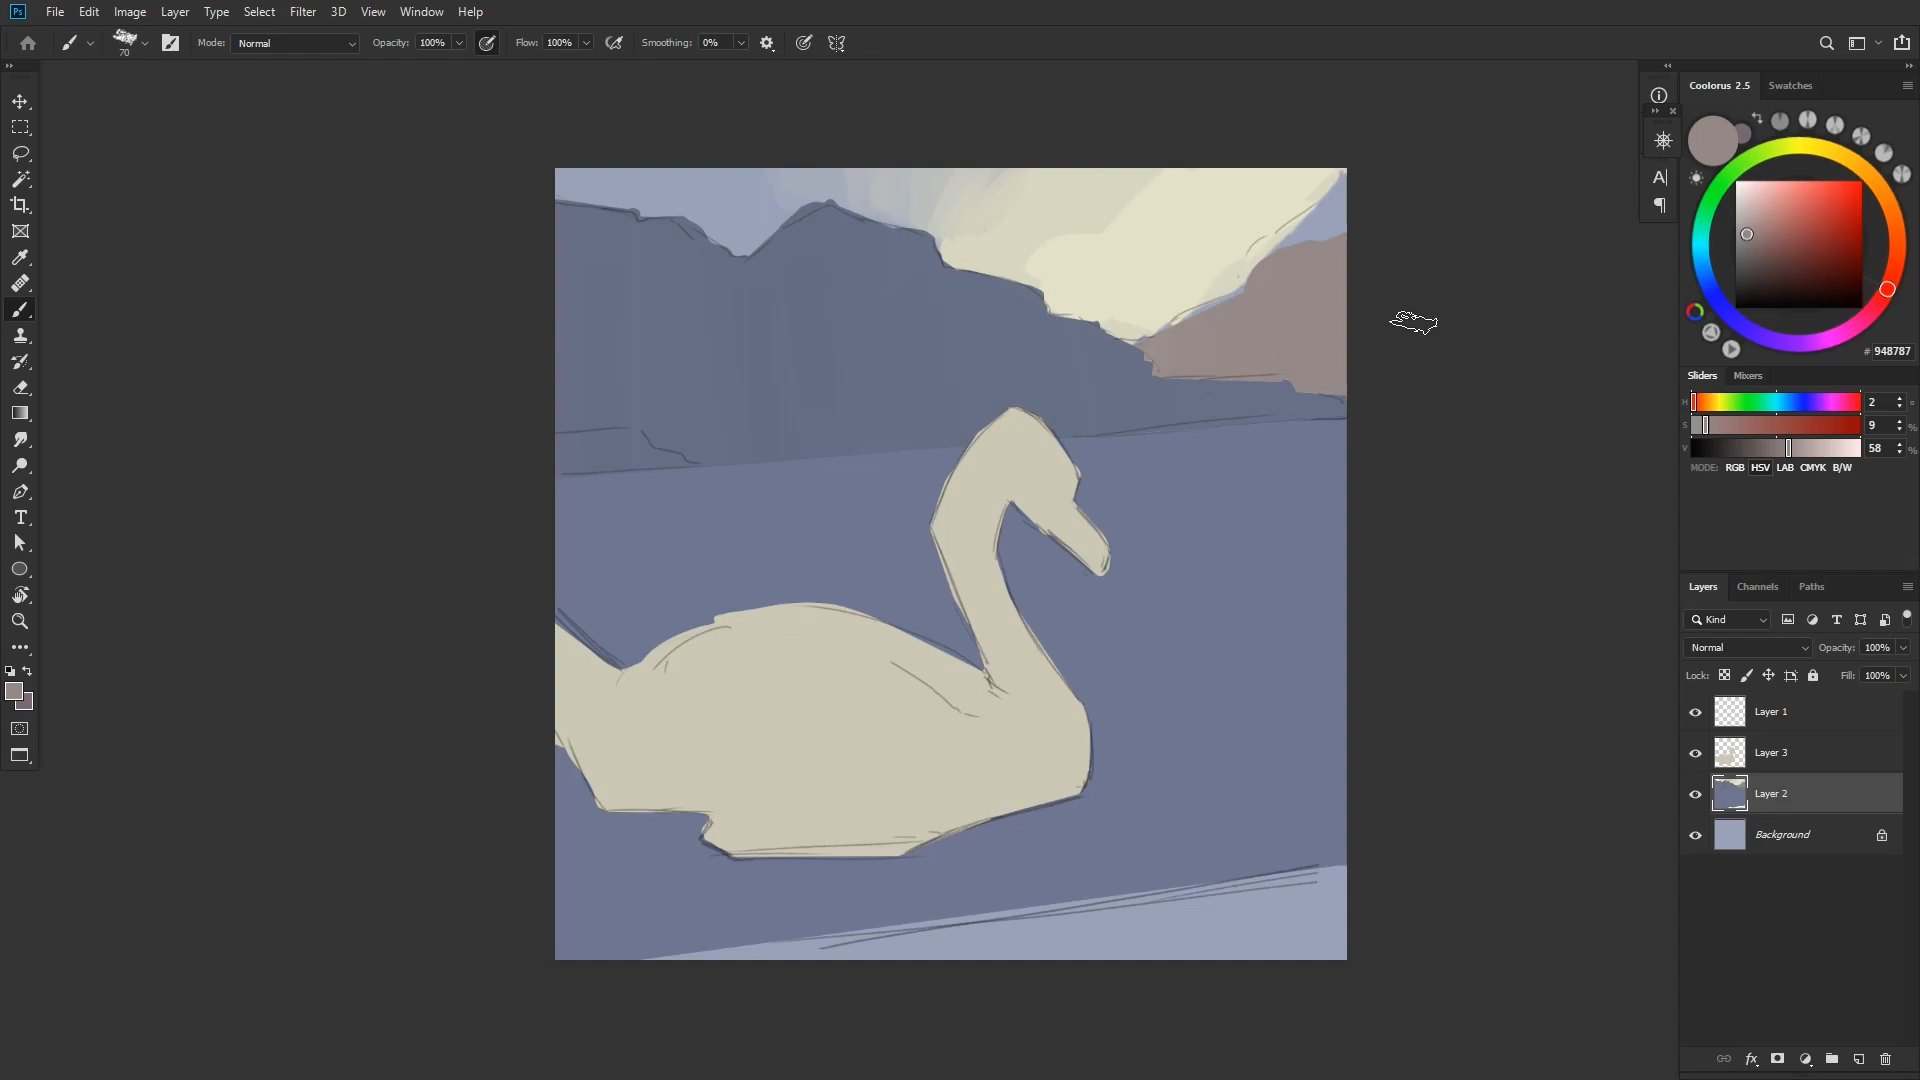 Ps File Edit Image Layer Type Select Filter 3D View Window Help
70 Mode: Normal Opacity: 100% Flow: 100% Smoothing: 0%
Coolorus 2.5 Swatches
A|
¶
# 948787
Sliders Mixers
H 2 °
S 9 %
V 58 %
MODE: RGB HSV LAB CMYK B/W
T
Layers Channels Paths
Kind T
Normal Opacity: 100%
Lock: Fill: 100%
Layer 1
Layer 3
Layer 2
Background
fx